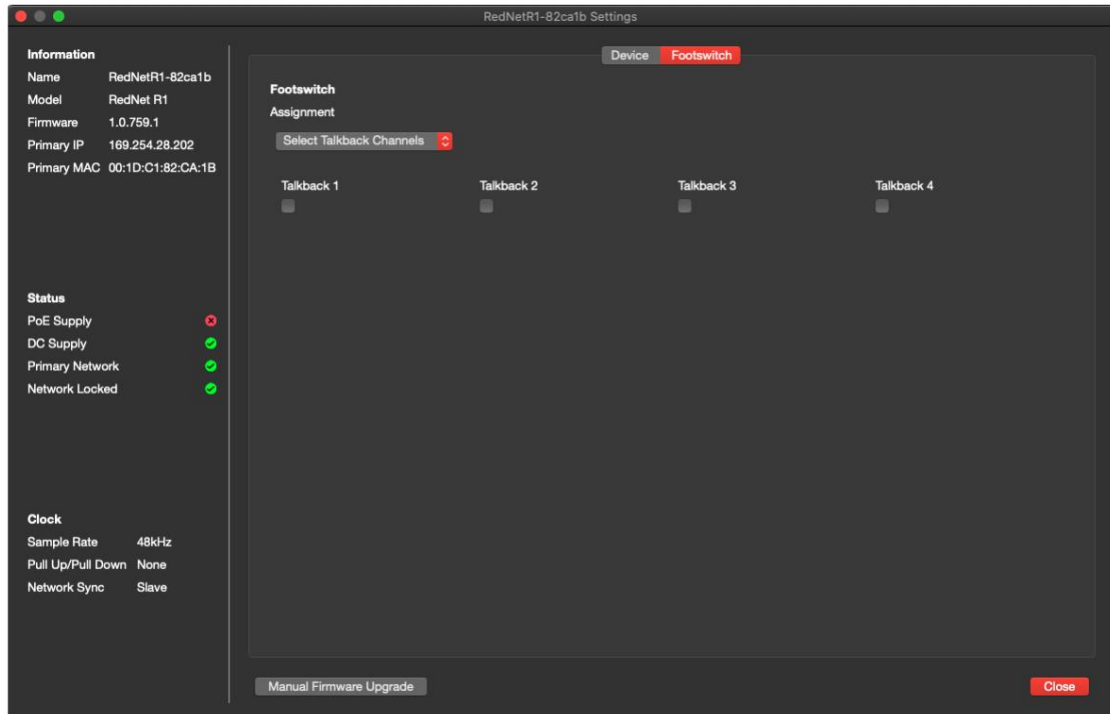 RedNetR1-82ca1b Settings
Information
Name RedNetR1-82ca1b
Model RedNet R1
Firmware 1.0.759.1
Primary IP 169.254.28.202
Primary MAC 00:1D:C1:82:CA:1B
Status
PoE Supply
DC Supply
Primary Network
Network Locked
Clock
Sample Rate 48kHz
Pull Up/Pull Down None
Network Sync Slave
Device Footswitch
Footswitch
Assignment
Select Talkback Channels
Talkback 1 Talkback 2 Talkback 3 Talkback 4
Manual Firmware Upgrade Close